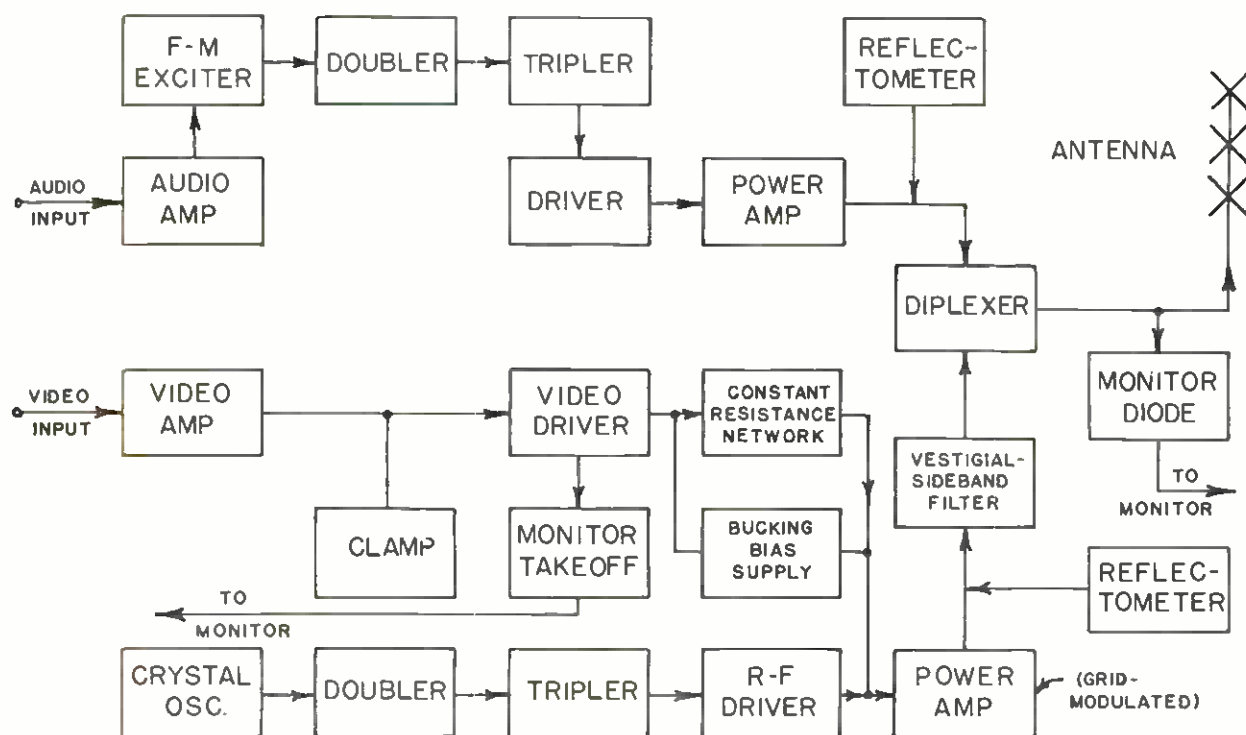 F-M
EXCITER
DOUBLER
TRIPLER
REFLEC-
TOMETER
AUDIO
INPUT
AUDIO
AMP
DRIVER
POWER
AMP
ANTENNA
DIPLEXER
VIDEO
INPUT
VIDEO
AMP
VIDEO
DRIVER
CONSTANT
RESISTANCE
NETWORK
MONITOR
DIODE
VESTIGIAL-
SIDEBAND
FILTER
TO
MONITOR
CLAMP
MONITOR
TAKEOFF
BUCKING
BIAS
SUPPLY
REFLEC-
TOMETER
TO
MONITOR
CRYSTAL
OSC.
DOUBLER
TRIPLER
R-F
DRIVER
POWER
AMP
(GRID-
MODULATED)